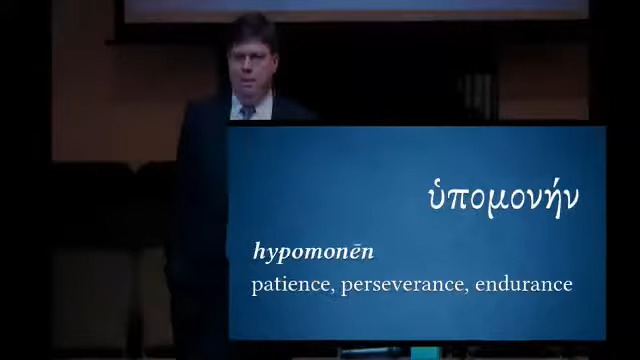 ὑπομονήν
hypomonēn
patience, perseverance, endurance